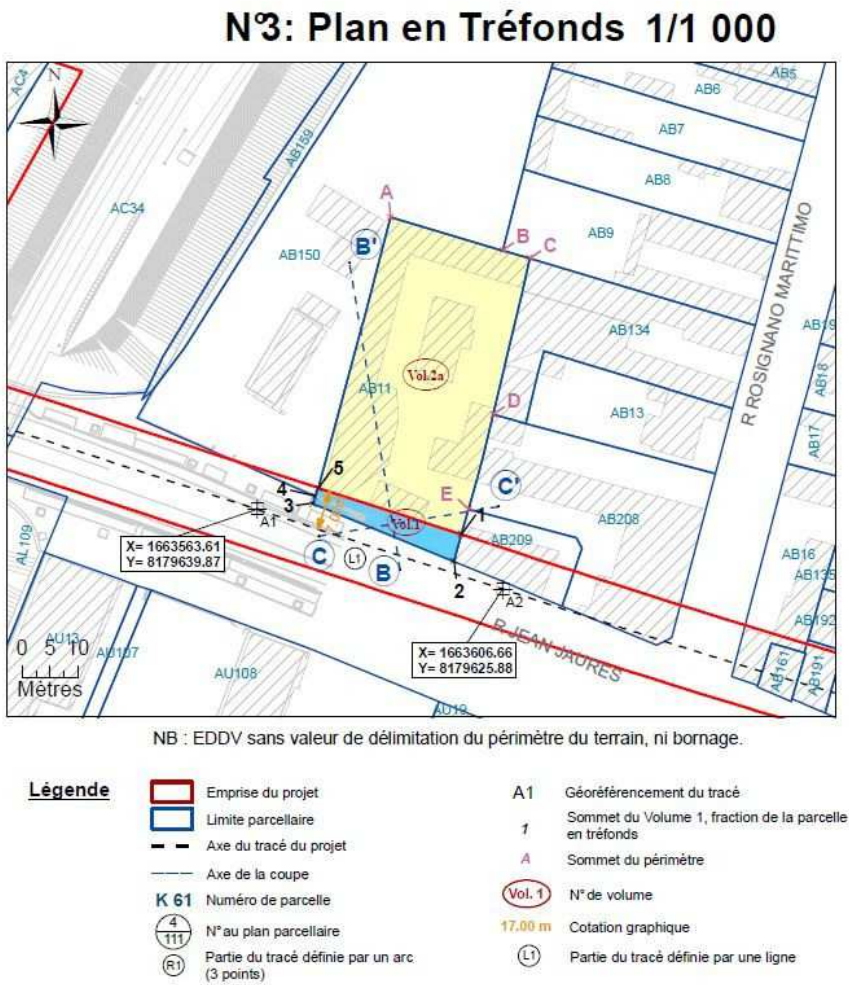 N°3: Plan en Tréfonds 1/1 000
N
AC4
AB159
AC34
AB5
AB6
AB7
AB8
AB9
A
B
C
B'
AB150
AB134
AB19
AB18
AB17
AB13
R ROSIGNANO MARITTIMO
Vol.2a
AB11
D
E
C'
5
4
3
1
2
Vol.1
A1
X= 1663563.61
Y= 8179639.87
C
L1
B
AB209
AB208
AB16
AB135
AB192
AL109
A2
X= 1663606.66
Y= 8179625.88
R JEAN JAURES
AB161
AB191
AU13
AU107
AU108
0 5 10
Mètres
NB : EDDV sans valeur de délimitation du périmètre du terrain, ni bornage.
Légende
Emprise du projet
Limite parcellaire
Axe du tracé du projet
Axe de la coupe
K 61 Numéro de parcelle
4
111
N° au plan parcellaire
R1
Partie du tracé définie par un arc
(3 points)
A1 Géoréférencement du tracé
1 Sommet du Volume 1, fraction de la parcelle
en tréfonds
A Sommet du périmètre
Vol. 1 N° de volume
17.00 m Cotation graphique
L1 Partie du tracé définie par une ligne